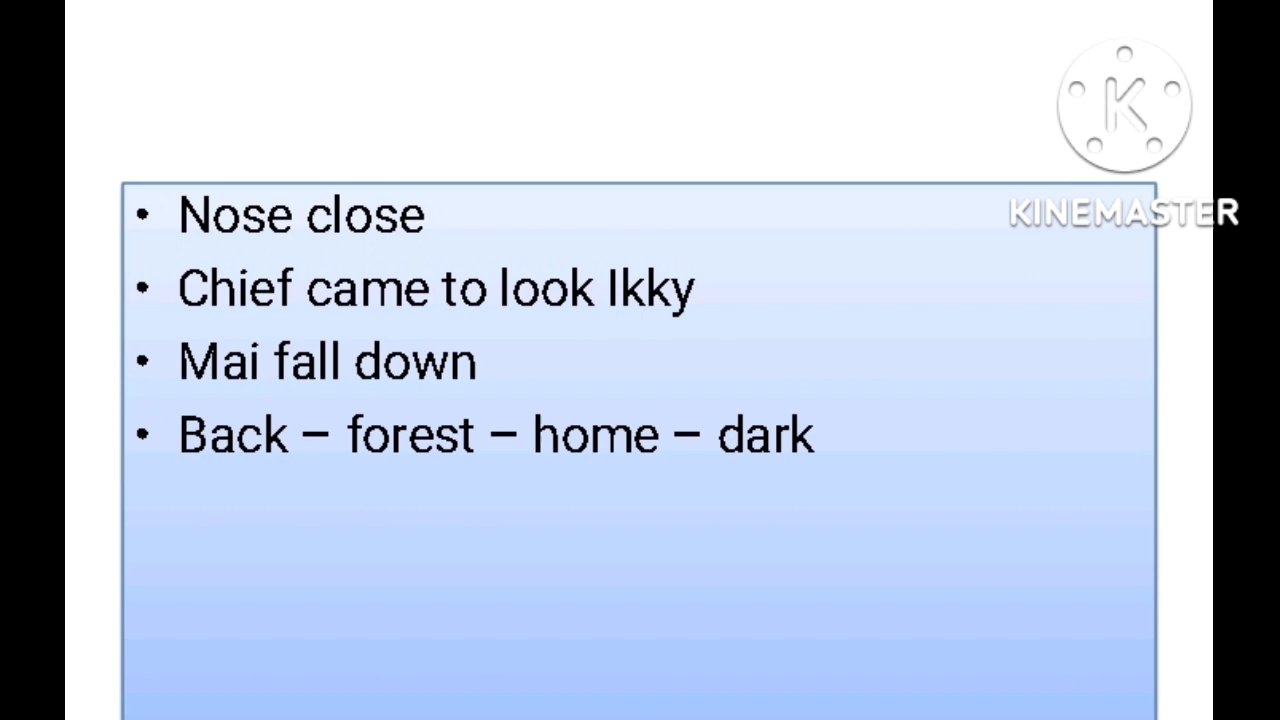 KINEMASTER
• Nose close
• Chief came to look Ikky
• Mai fall down
• Back – forest – home – dark